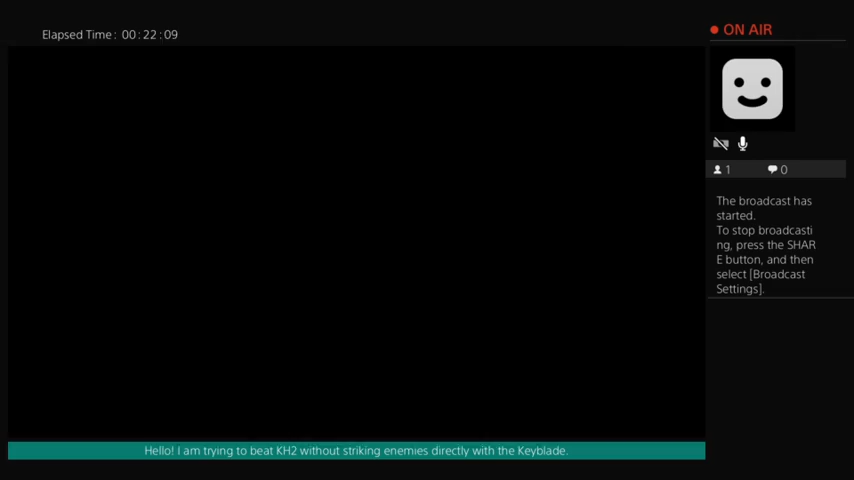 Elapsed Time : 00 : 22 : 09
ON AIR
1
0
The broadcast has
started.
To stop broadcasti
ng, press the SHAR
E button, and then
select [Broadcast
Settings].
Hello! I am trying to beat KH2 without striking enemies directly with the Keyblade.